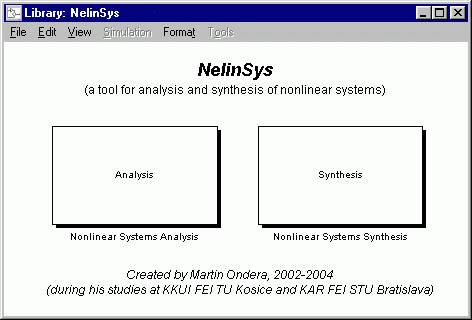 Library: NelinSys
File Edit View Simulation Format Tools
NelinSys
(a tool for analysis and synthesis of nonlinear systems)
Analysis Synthesis
Nonlinear Systems Analysis Nonlinear Systems Synthesis
Created by Martin Ondera, 2002-2004
(during his studies at KKUI FEI TU Kosice and KAR FEI STU Bratislava)